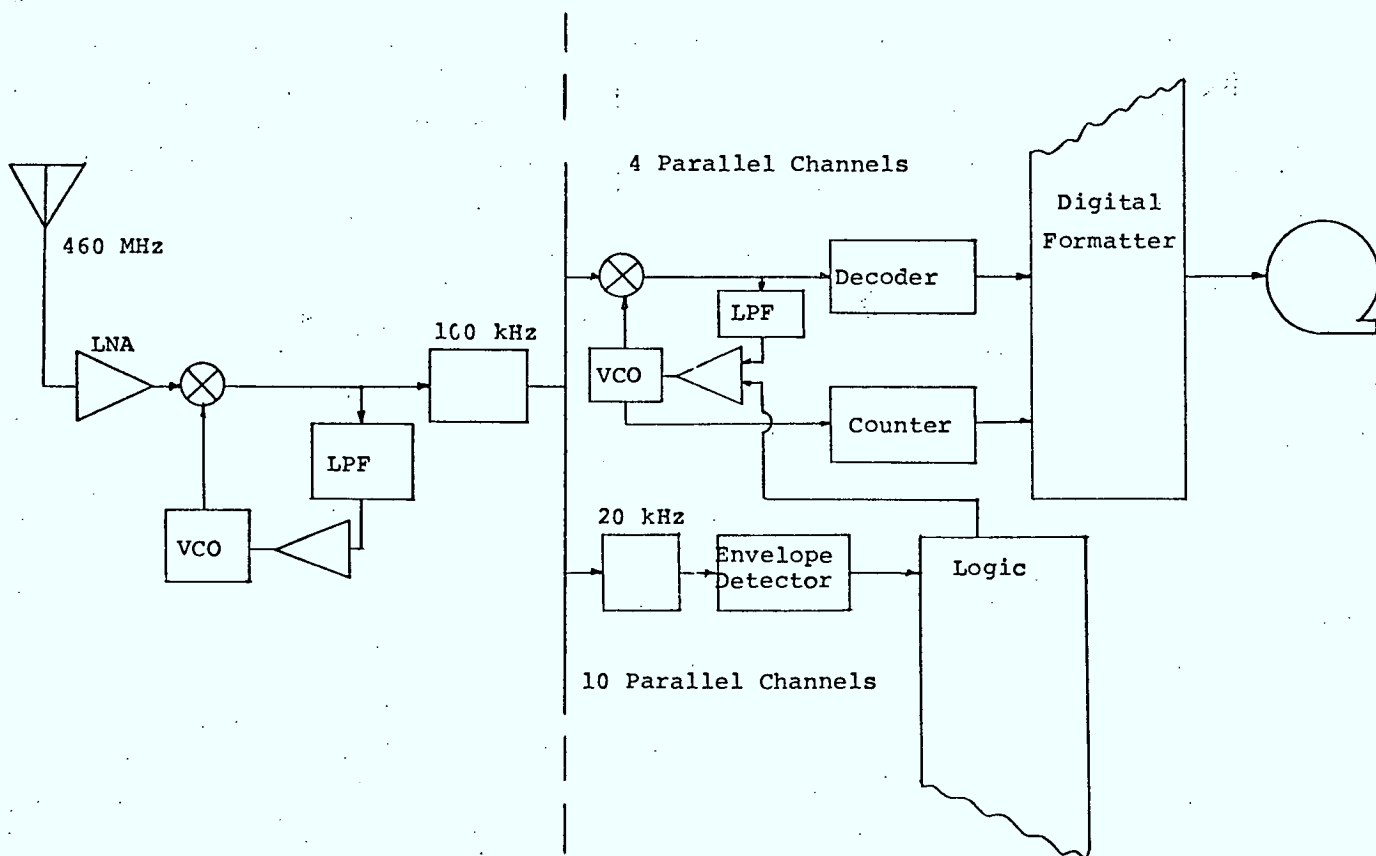 4 Parallel Channels
Digital
Formatter
460 MHz
Decoder
LPF
100 kHz
LNA
VCO
Counter
LPF
20 kHz
VCO
Envelope
Detector
Logic
10 Parallel Channels